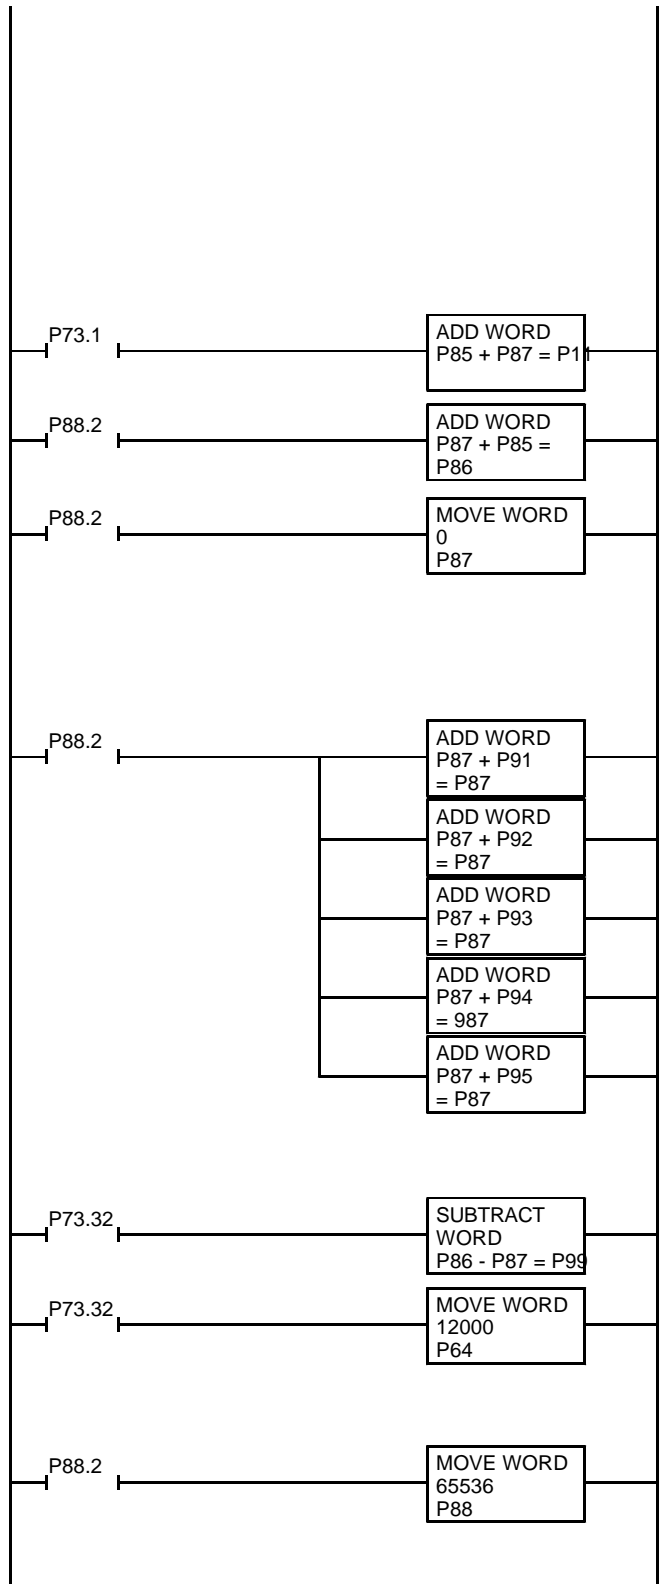 P73.1
ADD WORD
P85 + P87 = P11
P88.2
ADD WORD
P87 + P85 =
P86
P88.2
MOVE WORD
0
P87
P88.2
ADD WORD
P87 + P91
= P87
ADD WORD
P87 + P92
= P87
ADD WORD
P87 + P93
= P87
ADD WORD
P87 + P94
= 987
ADD WORD
P87 + P95
= P87
P73.32
SUBTRACT
WORD
P86 - P87 = P99
P73.32
MOVE WORD
12000
P64
P88.2
MOVE WORD
65536
P88